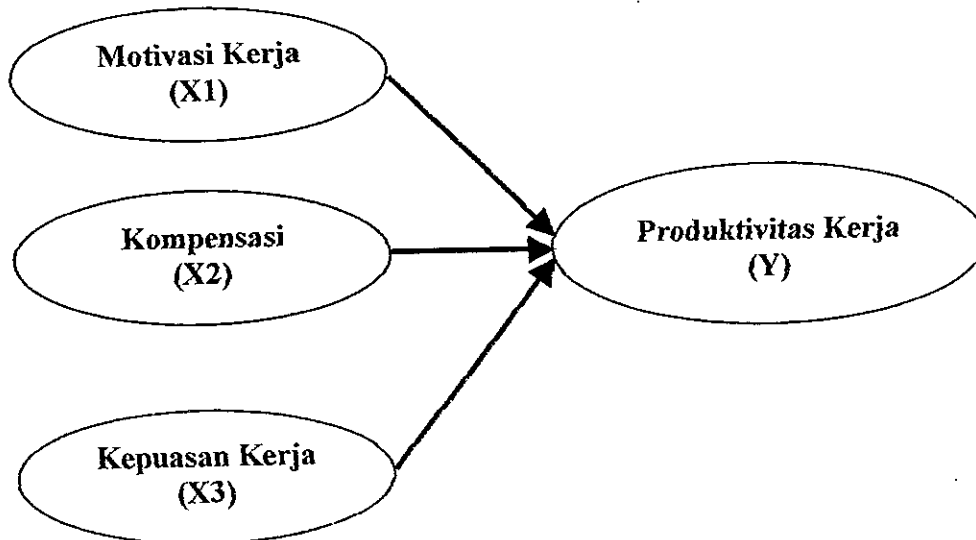 Motivasi Kerja
(X1)
Kompensasi
(X2)
Produktivitas Kerja
(Y)
Kepuasan Kerja
(X3)